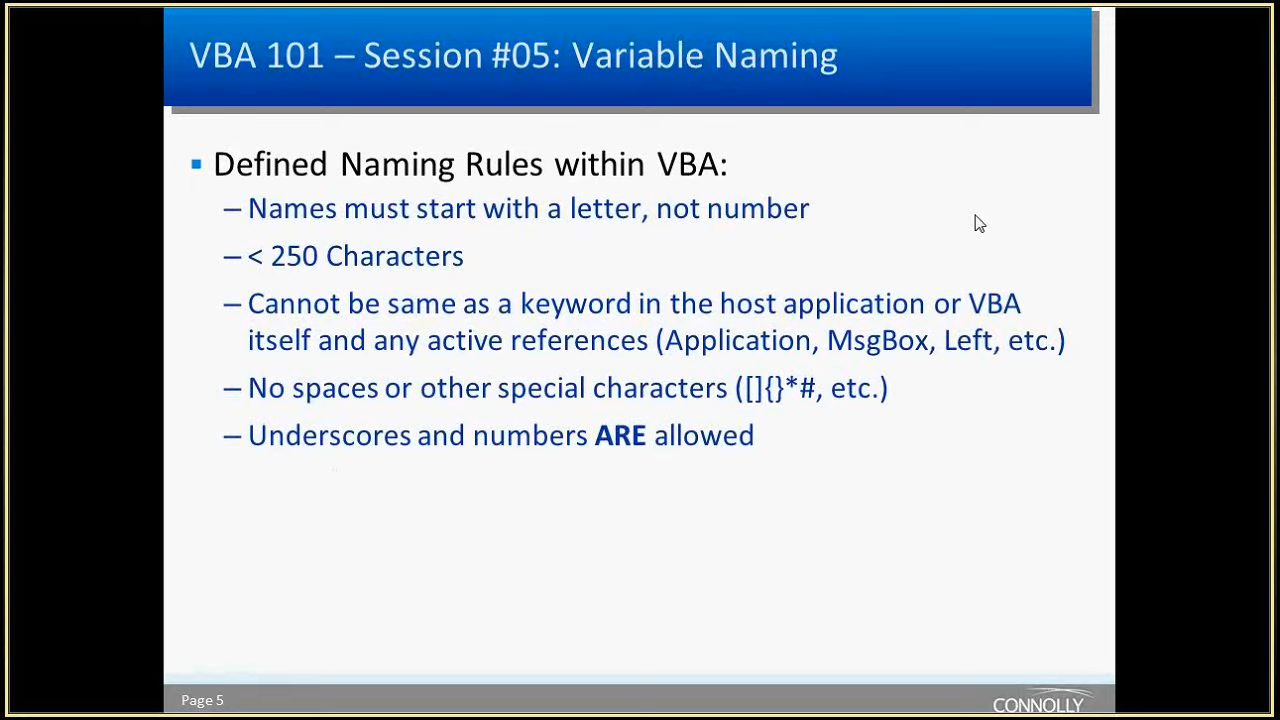 VBA 101 – Session #05: Variable Naming
Defined Naming Rules within VBA:
– Names must start with a letter, not number
– < 250 Characters
– Cannot be same as a keyword in the host application or VBA
itself and any active references (Application, MsgBox, Left, etc.)
– No spaces or other special characters ([]{}*#, etc.)
– Underscores and numbers ARE allowed
Page 5
CONNOLLY